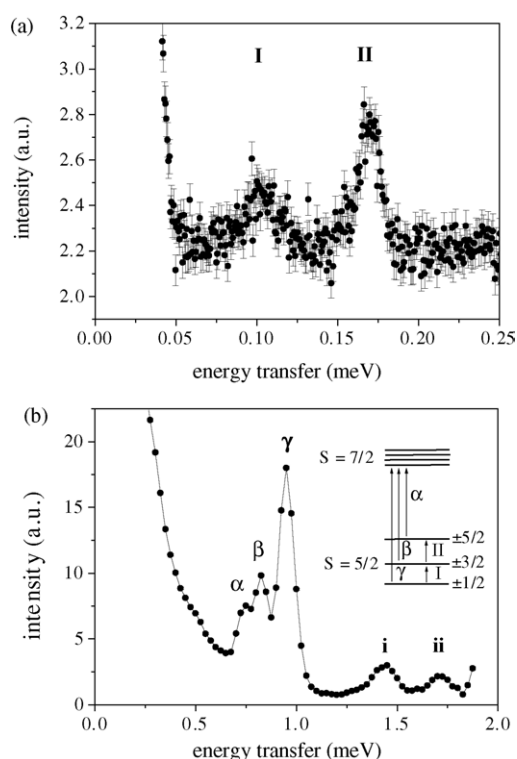 (a)
3.2
3.0
2.8
2.6
2.4
2.2
2.0
intensity (a.u.)
I
II
0.00 0.05 0.10 0.15 0.20 0.25
energy transfer (meV)
(b)
20
15
10
5
0
intensity (a.u.)
γ
β
α
i
ii
S = 7/2
α
±5/2
β
II
S = 5/2
±3/2
γ
I
±1/2
0.0 0.5 1.0 1.5 2.0
energy transfer (meV)